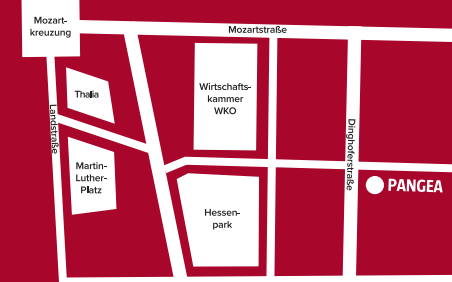 Mozart-
kreuzung
Mozartstraße
Thalia
Wirtschafts-
kammer
WKO
Landstraße
Dinghoferstraße
Martin-
Luther-
Platz
PANGEA
Hessen-
park